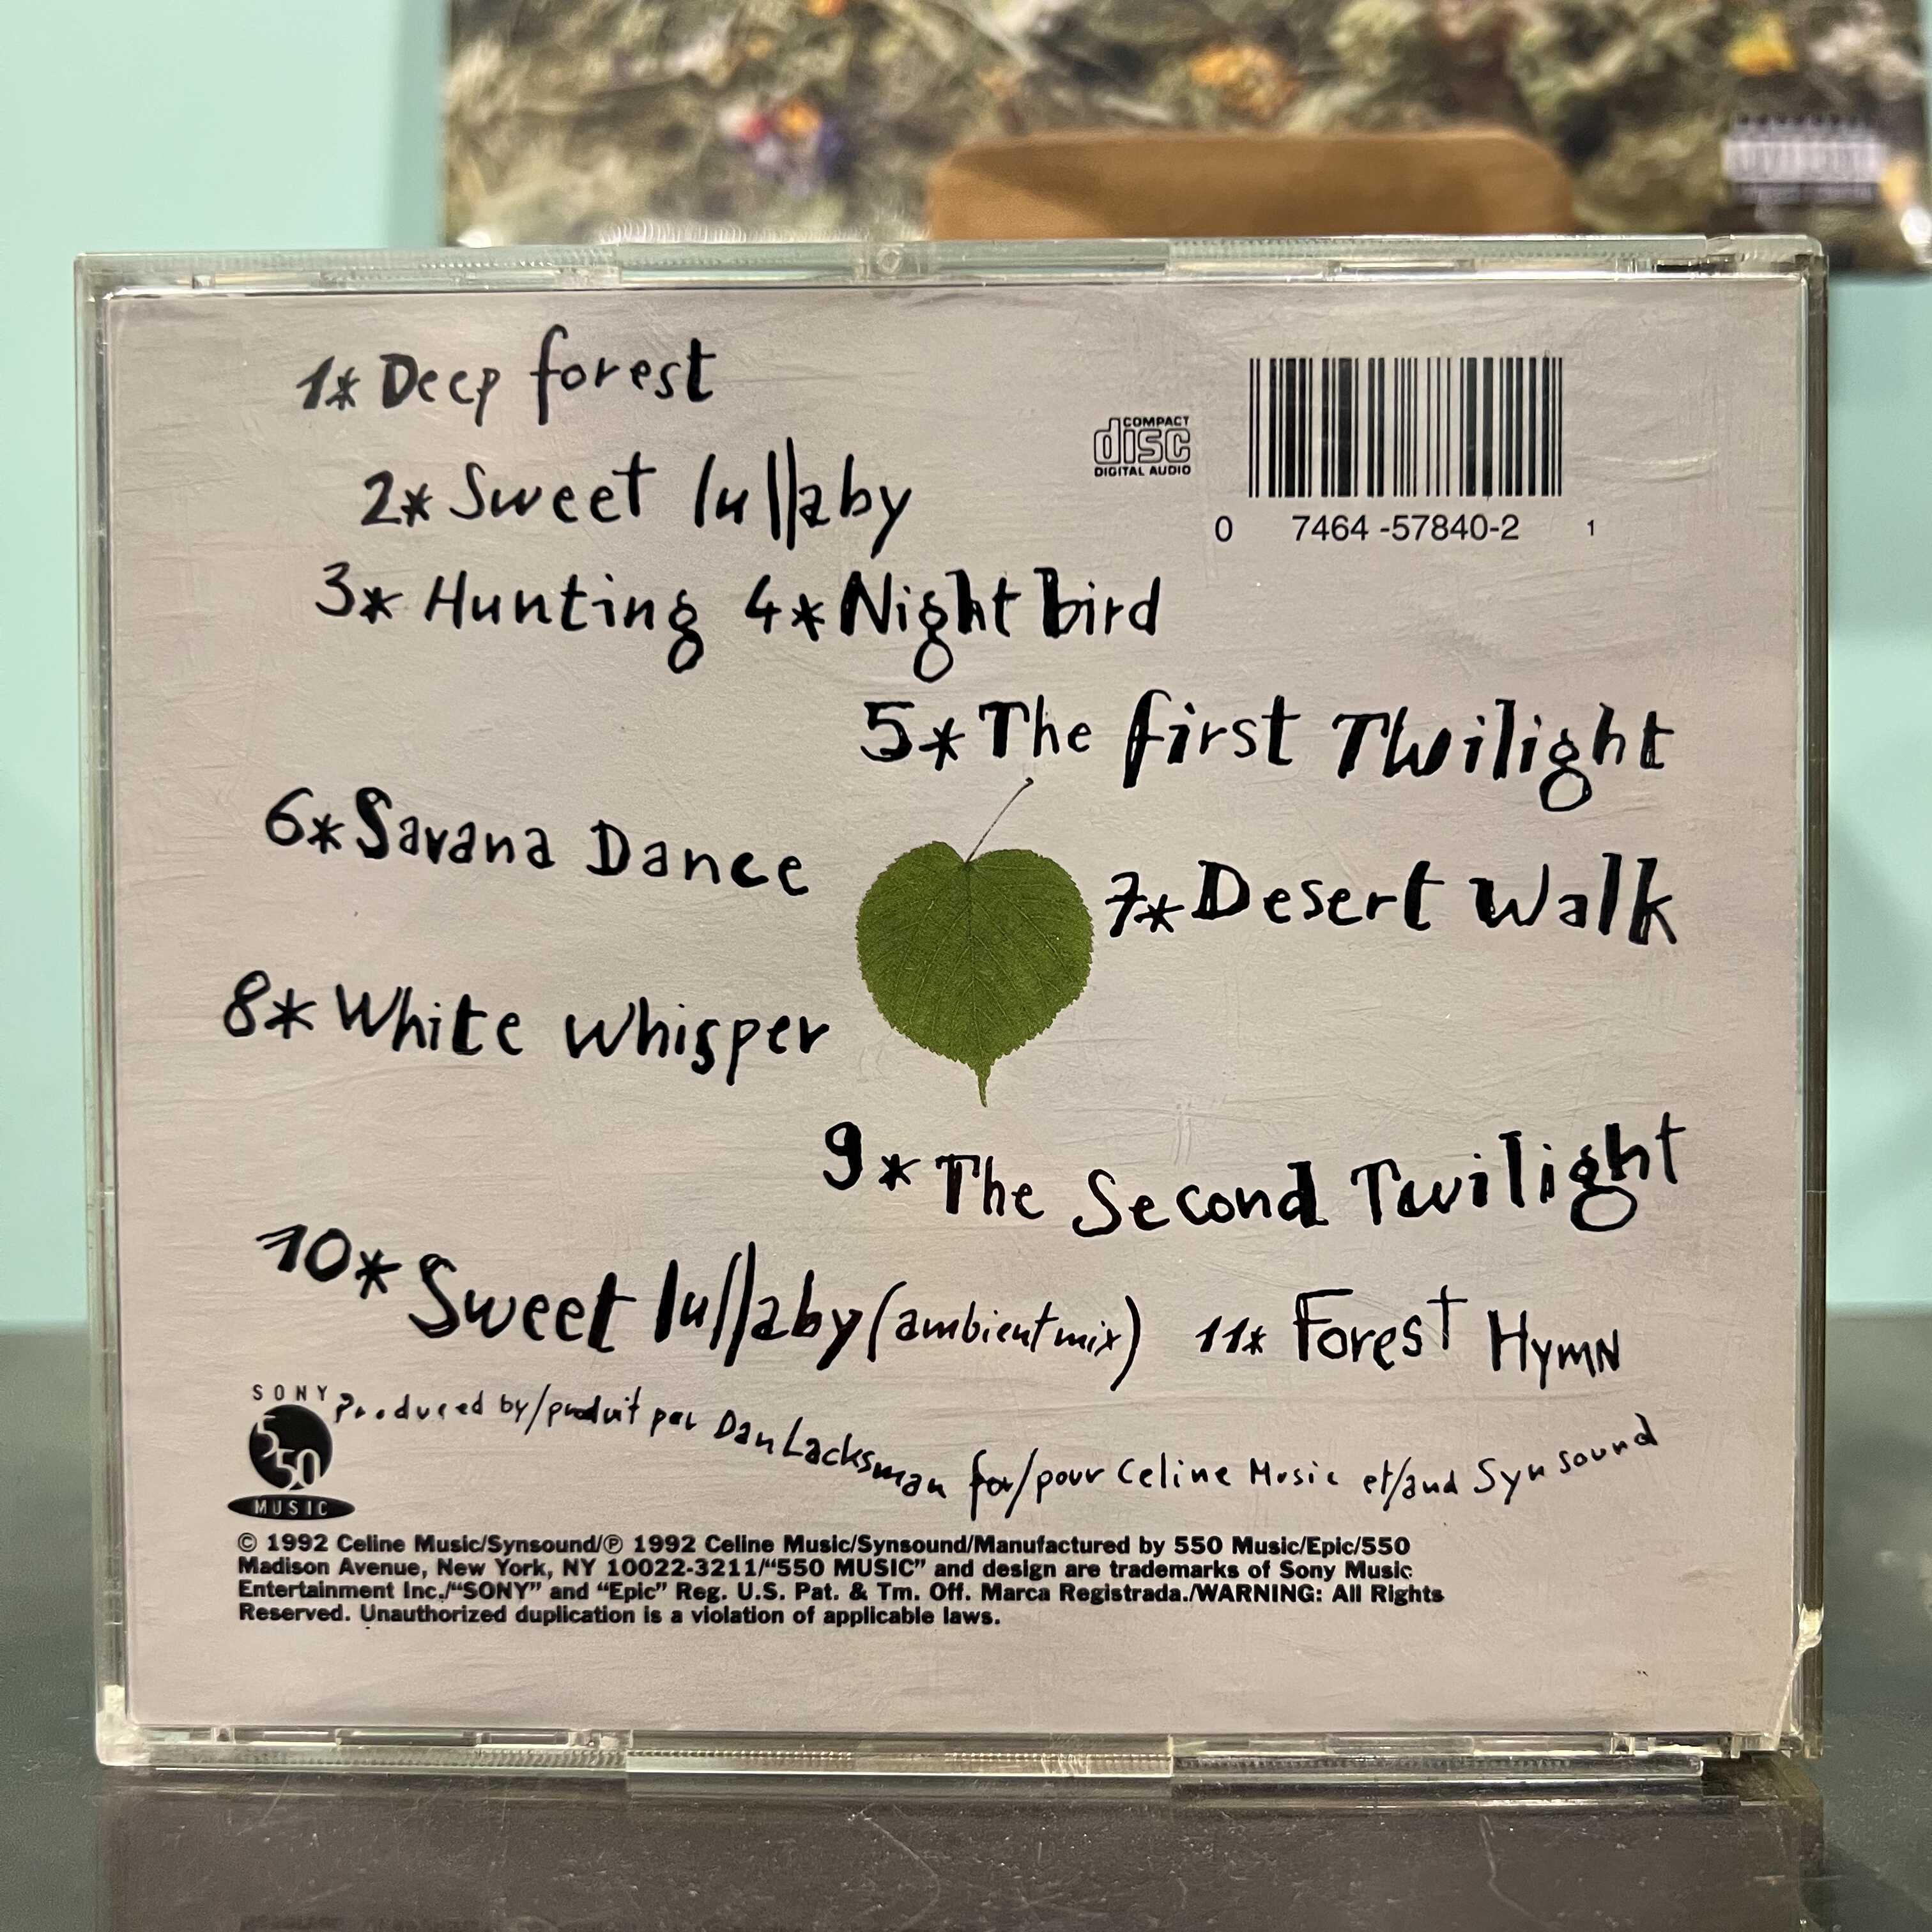 1* Deep forest
COMPACT
disc
DIGITAL AUDIO
0 7464 -57840-2 1
2* Sweet lullaby
3* Hunting 4* Night bird
5* The first Twilight
6* Savana Dance
7* Desert Walk
8* White whisper
9* The Second Twilight
10* Sweet lullaby (ambient mix) 11* Forest Hymn
SONY
550
MUSIC
Produced by/produit par Dan Lacksman for/pour Celine Music et/and Synsound
© 1992 Celine Music/Synsound/℗ 1992 Celine Music/Synsound/Manufactured by 550 Music/Epic/550
Madison Avenue, New York, NY 10022-3211/“550 MUSIC” and design are trademarks of Sony Music
Entertainment Inc./“SONY” and “Epic” Reg. U.S. Pat. & Tm. Off. Marca Registrada./WARNING: All Rights
Reserved. Unauthorized duplication is a violation of applicable laws.